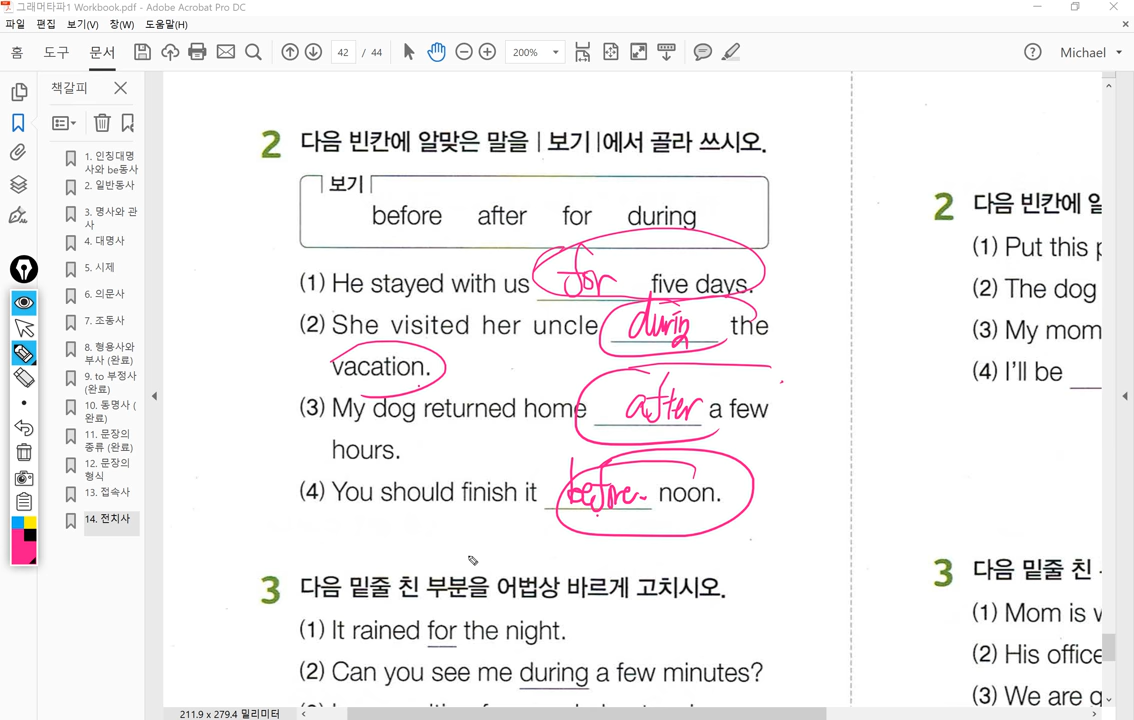 그래머타파1 Workbook.pdf - Adobe Acrobat Pro DC
파일 편집 보기(V) 창(W) 도움말(H)
홈 도구 문서 42 / 44 200% Michael
책갈피
1. 인칭대명
사와 be동사
2. 일반동사
3. 명사와 관
사
4. 대명사
5. 시제
6. 의문사
7. 조동사
8. 형용사와
부사 (완료)
9. to 부정사
(완료)
10. 동명사 (
완료)
11. 문장의
종류 (완료)
12. 문장의
형식
13. 접속사
14. 전치사
2 다음 빈칸에 알맞은 말을 |보기|에서 골라 쓰시오.
보기
before after for during
(1) He stayed with us for five days.
(2) She visited her uncle during the
vacation.
(3) My dog returned home after a few
hours.
(4) You should finish it before noon.
3 다음 밑줄 친 부분을 어법상 바르게 고치시오.
(1) It rained for the night.
(2) Can you see me during a few minutes?
2 다음 빈칸에 알
(1) Put this
(2) The dog
(3) My mom
(4) I'll be
3 다음 밑줄 친
(1) Mom is
(2) His office
(3) We are
211.9 x 279.4 밀리미터